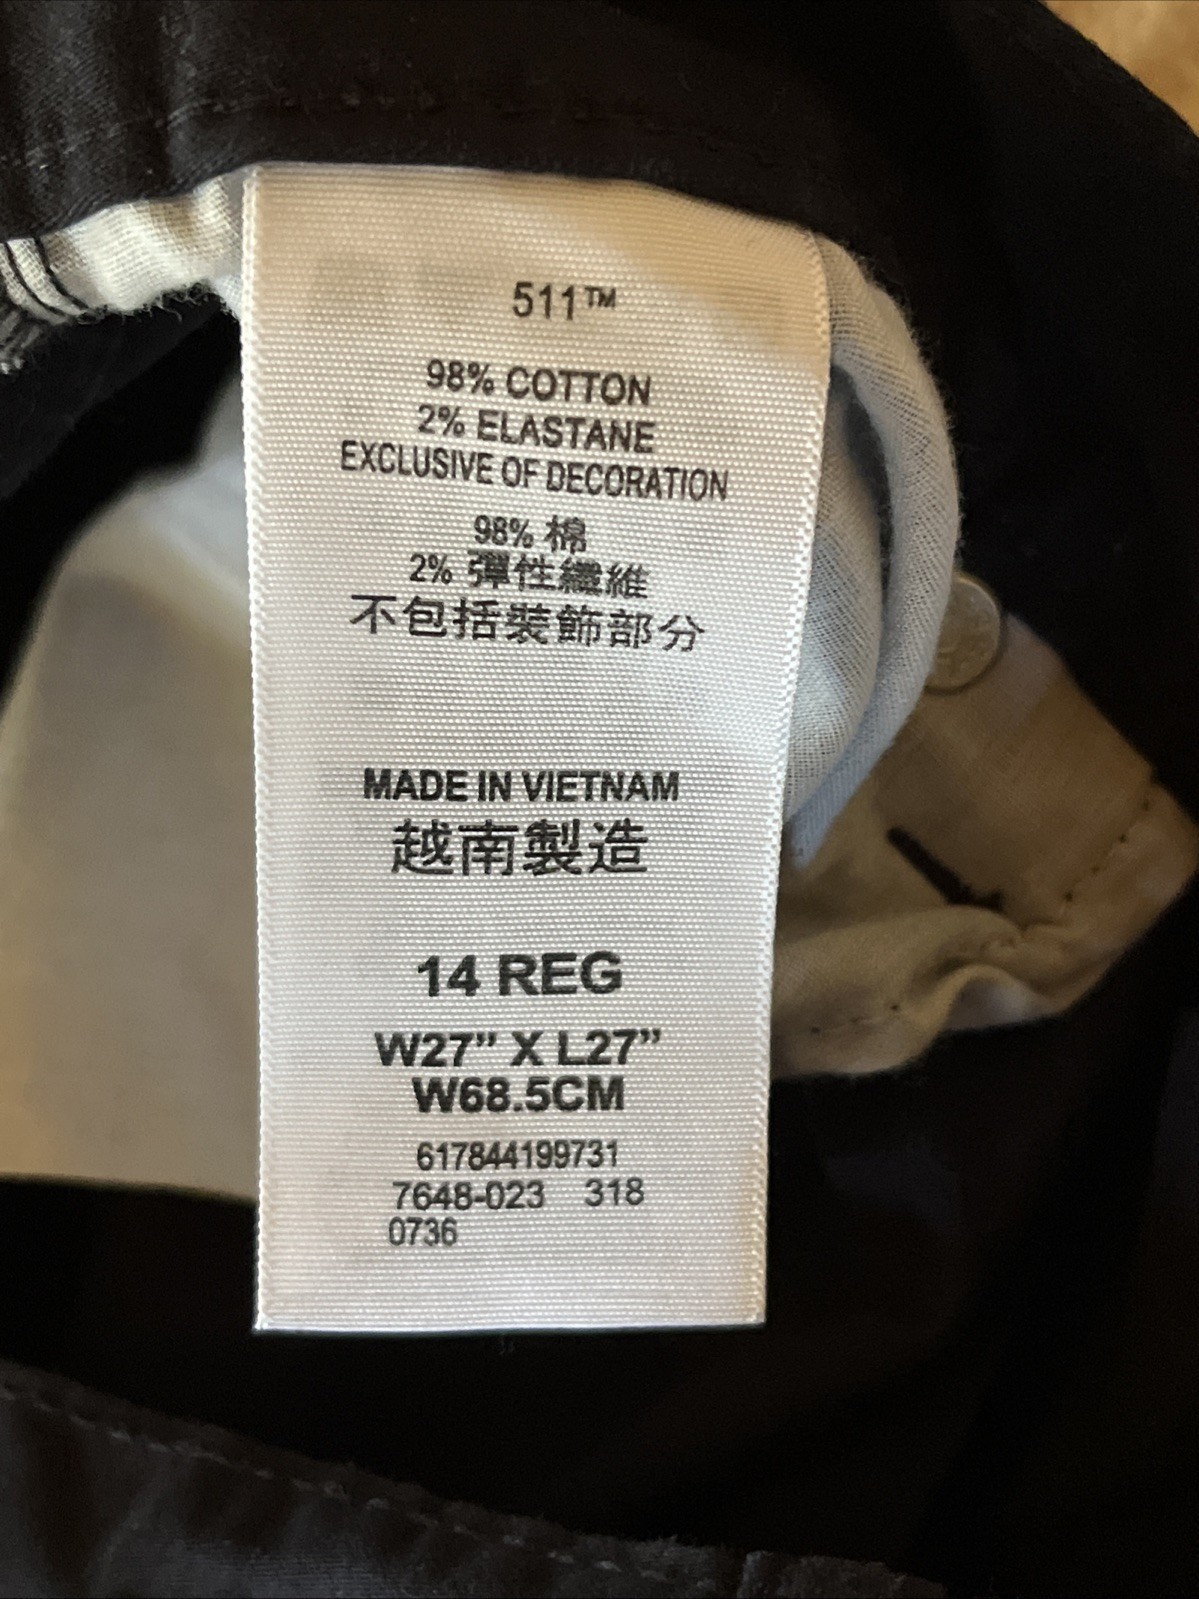 511™
98% COTTON
2% ELASTANE
EXCLUSIVE OF DECORATION
98% 棉
2% 彈性纖維
不包括裝飾部分
MADE IN VIETNAM
越南製造
14 REG
W27” X L27”
W68.5CM
617844199731
7648-023 318
0736